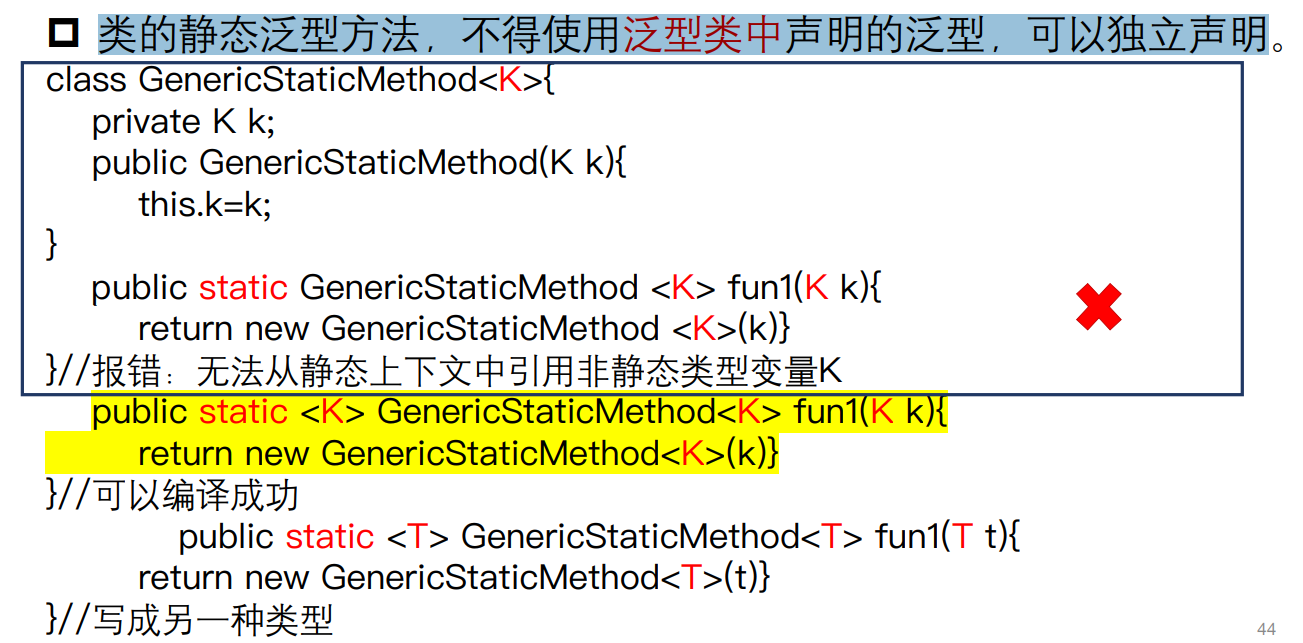 类的静态泛型方法，不得使用泛型类中声明的泛型，可以独立声明。
class GenericStaticMethod<K>{
private K k;
public GenericStaticMethod(K k){
this.k=k;
}
public static GenericStaticMethod <K> fun1(K k){
return new GenericStaticMethod <K>(k)}
}//报错：无法从静态上下文中引用非静态类型变量K
public static <K> GenericStaticMethod<K> fun1(K k){
return new GenericStaticMethod<K>(k)}
}//可以编译成功
public static <T> GenericStaticMethod<T> fun1(T t){
return new GenericStaticMethod<T>(t)}
}//写成另一种类型
44